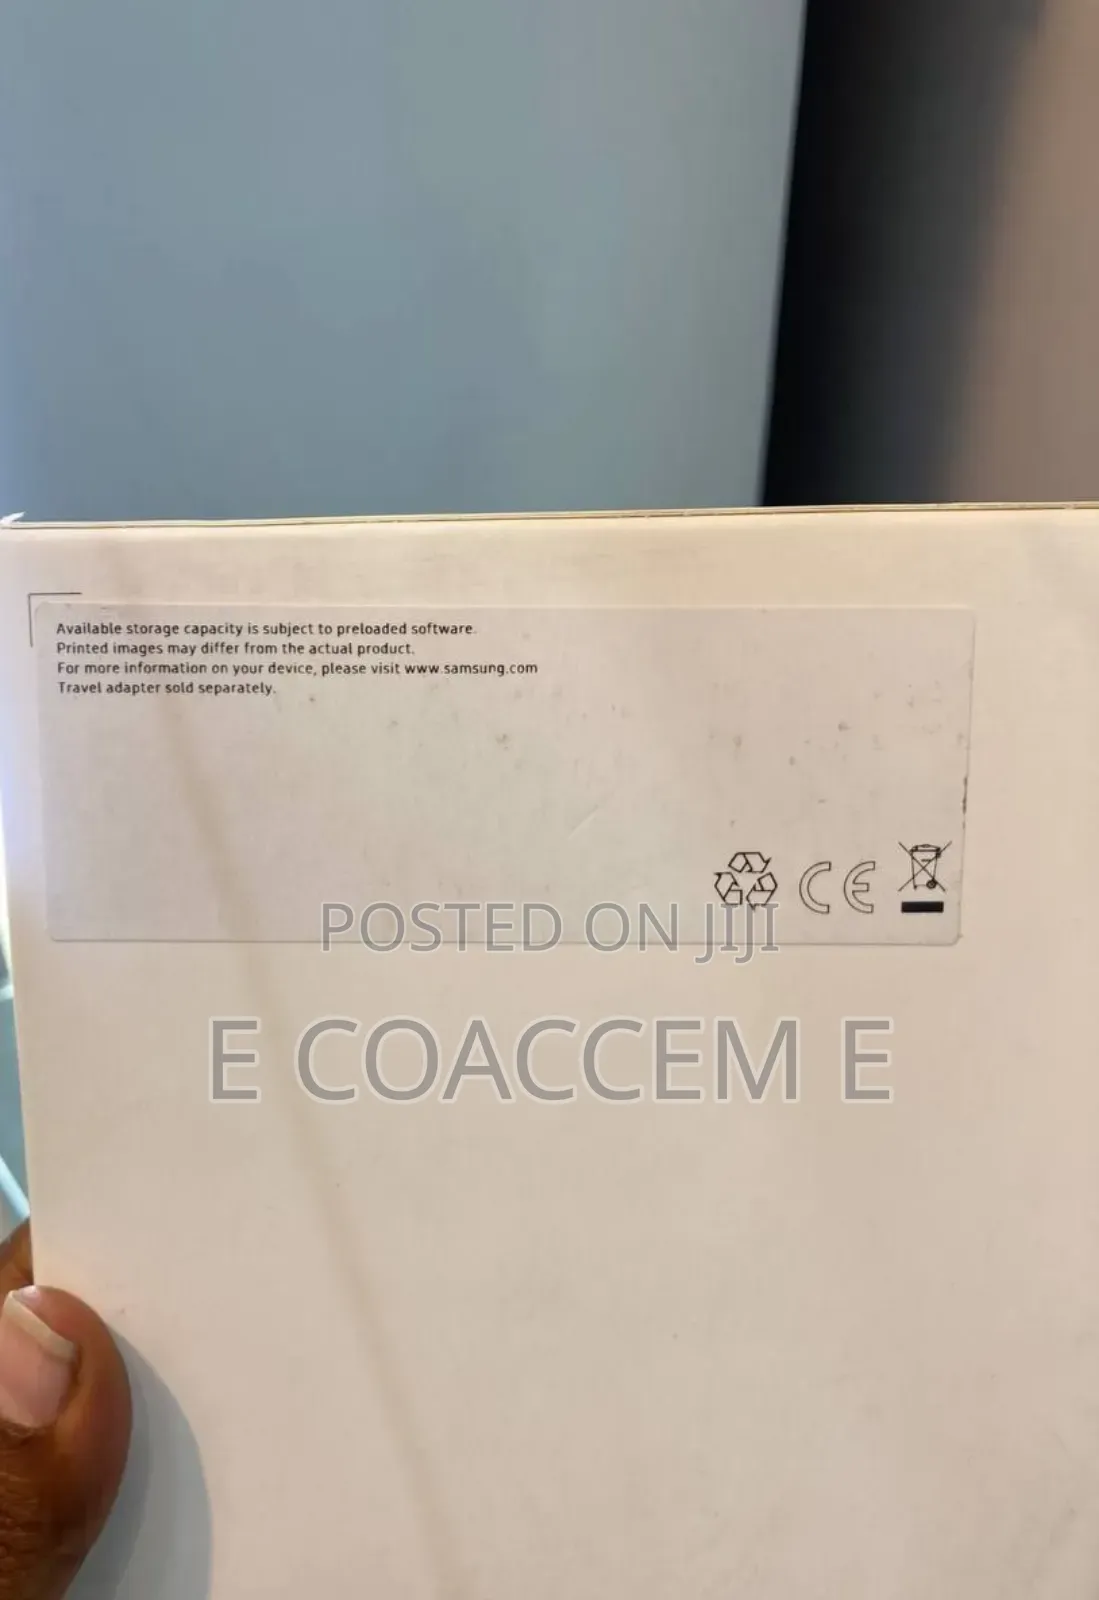 Available storage capacity is subject to preloaded software.
Printed images may differ from the actual product.
For more information on your device, please visit www.samsung.com
Travel adapter sold separately.
CE
POSTED ON JIJI
E COACCEM E